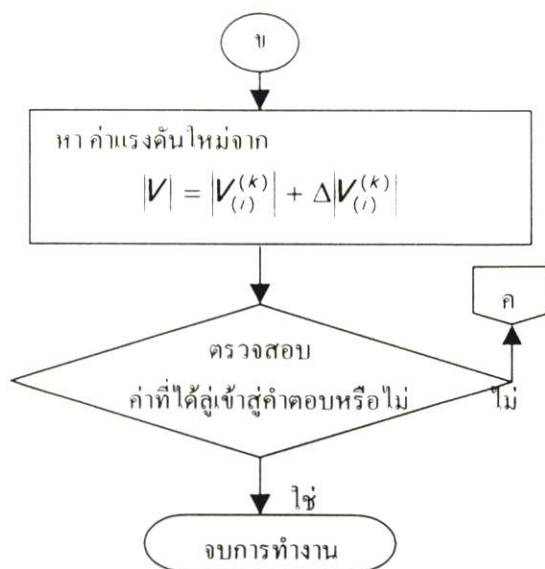 ข
หา ค่าแรงดันใหม่จาก
|V| = |V_{(i)}^{(k)}| + Δ|V_{(i)}^{(k)}|
ค
ตรวจสอบ
ค่าที่ได้ลู่เข้าสู่คำตอบหรือไม่
ไม่
ใช่
จบการทำงาน